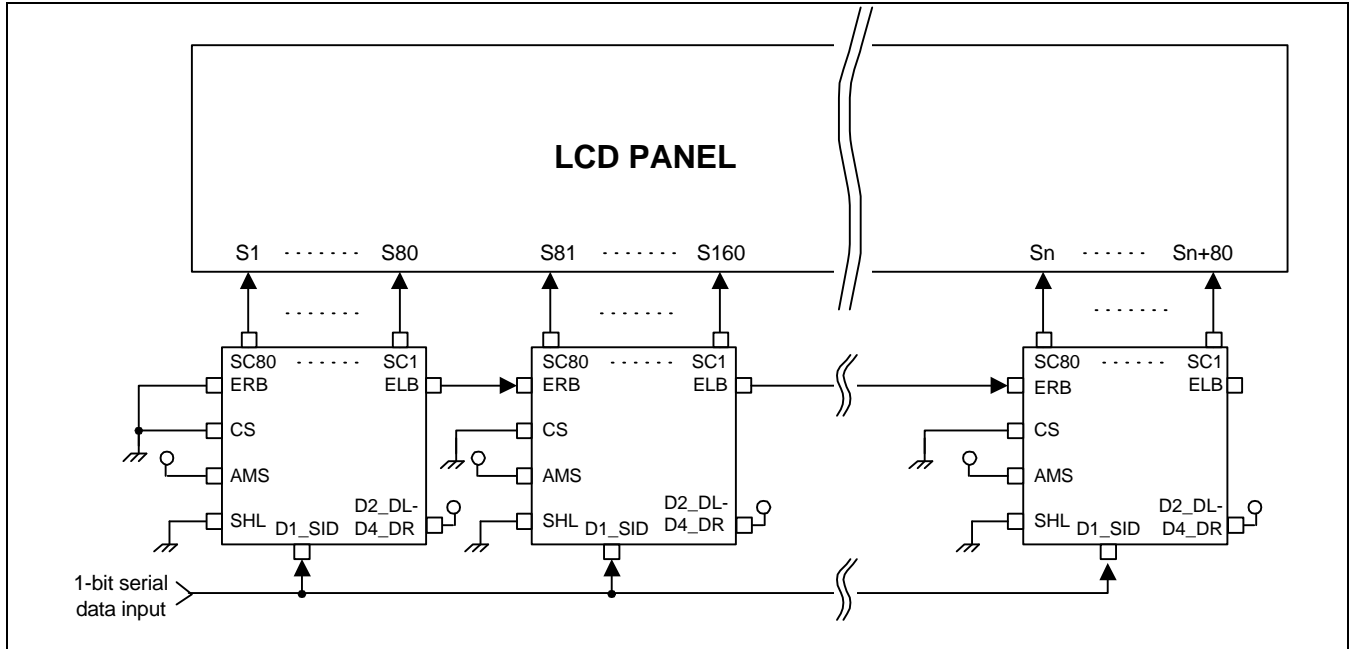 LCD PANEL
S1 ······· S80 S81 ······· S160 Sn ······· Sn+80
······· ······· ·······
SC80 ······ SC1 SC80 ······ SC1 SC80 ······ SC1
ERB ELB ERB ELB ERB ELB
CS CS CS
AMS AMS AMS
D2_DL- D2_DL- D2_DL-
SHL D1_SID D4_DR SHL D1_SID D4_DR SHL D1_SID D4_DR
1-bit serial
data input